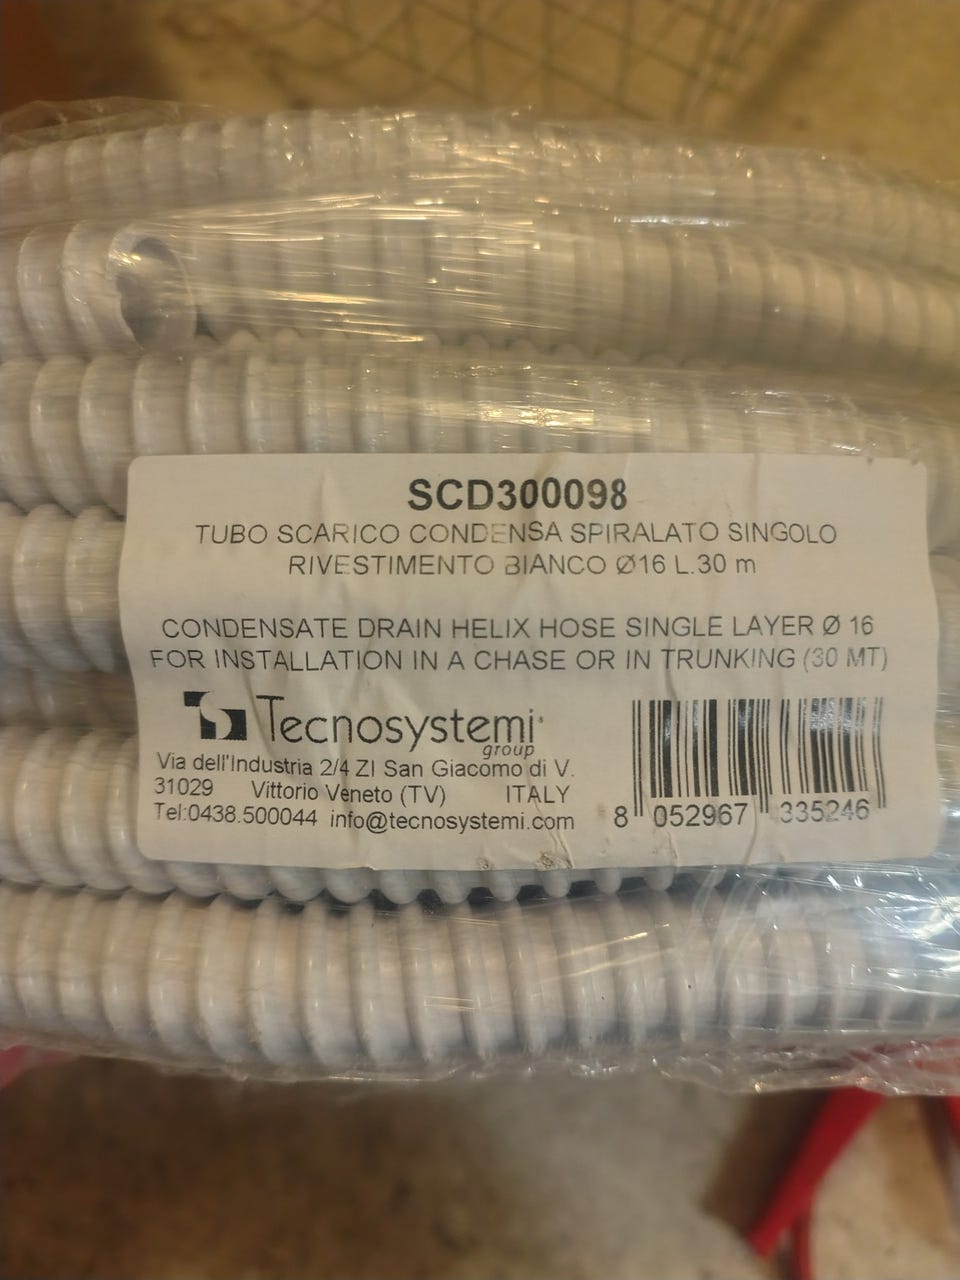 SCD300098
TUBO SCARICO CONDENSA SPIRALATO SINGOLO
RIVESTIMENTO BIANCO Ø16 L.30 m
CONDENSATE DRAIN HELIX HOSE SINGLE LAYER Ø 16
FOR INSTALLATION IN A CHASE OR IN TRUNKING (30 MT)
Tecnosystemi
group
Via dell'Industria 2/4 ZI San Giacomo di V.
31029 Vittorio Veneto (TV) ITALY
Tel:0438.500044 info@tecnosystemi.com
8 052967 335246